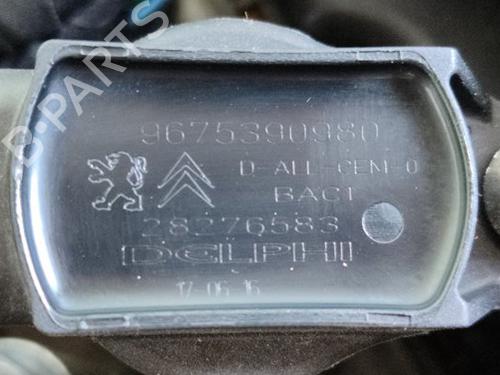 9675390980
D-ALL-CEM-0
BAC1
28276583
DELPHI
17-06-16
B-PARTS